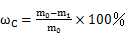 ω_C = (m₀−m₁)/m₀ × 100%